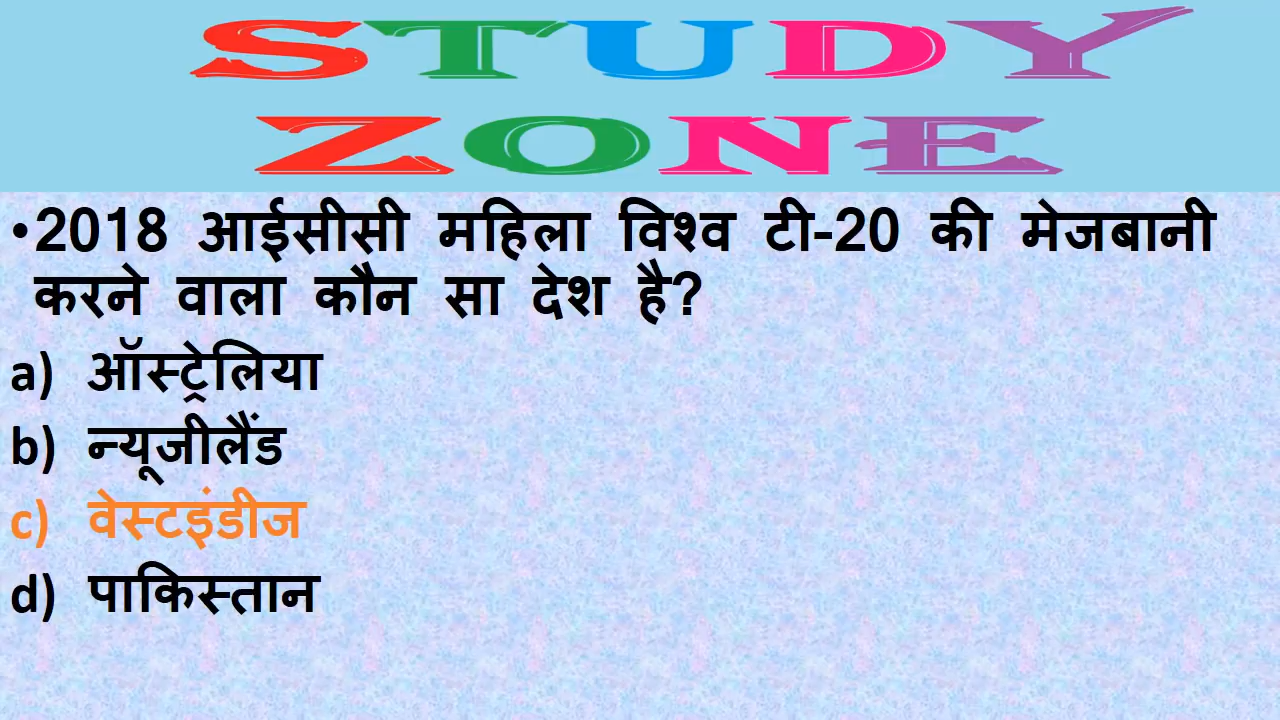 STUDY
ZONE
•2018 आईसीसी महिला विश्व टी-20 की मेजबानी
करने वाला कौन सा देश है?
a) ऑस्ट्रेलिया
b) न्यूजीलैंड
c) वेस्टइंडीज
d) पाकिस्तान